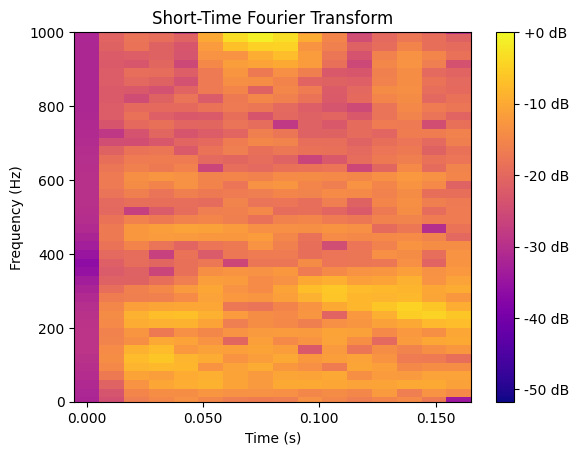 Short-Time Fourier Transform
1000
800
600
400
200
0
Frequency (Hz)
0.000
0.050
0.100
0.150
Time (s)
+0 dB
-10 dB
-20 dB
-30 dB
-40 dB
-50 dB